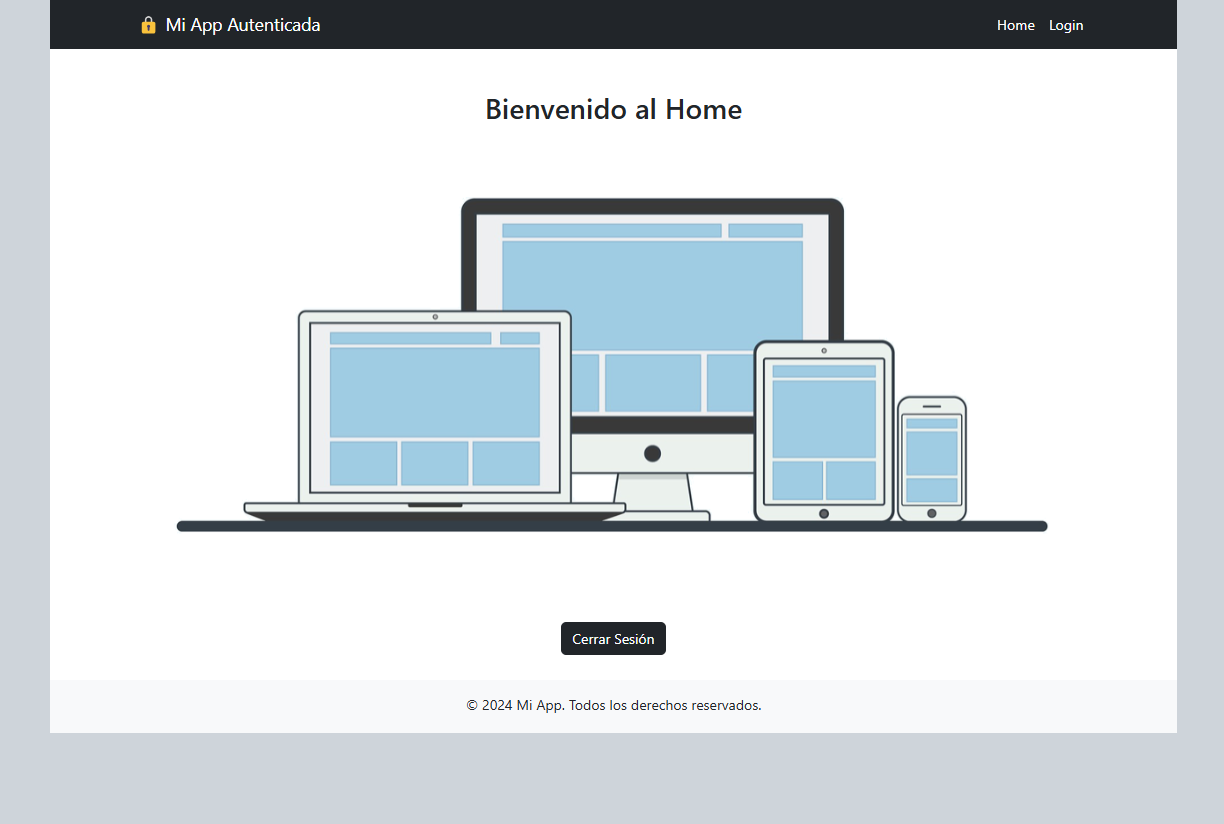 🔒 Mi App Autenticada
Home Login
Bienvenido al Home
Cerrar Sesión
© 2024 Mi App. Todos los derechos reservados.